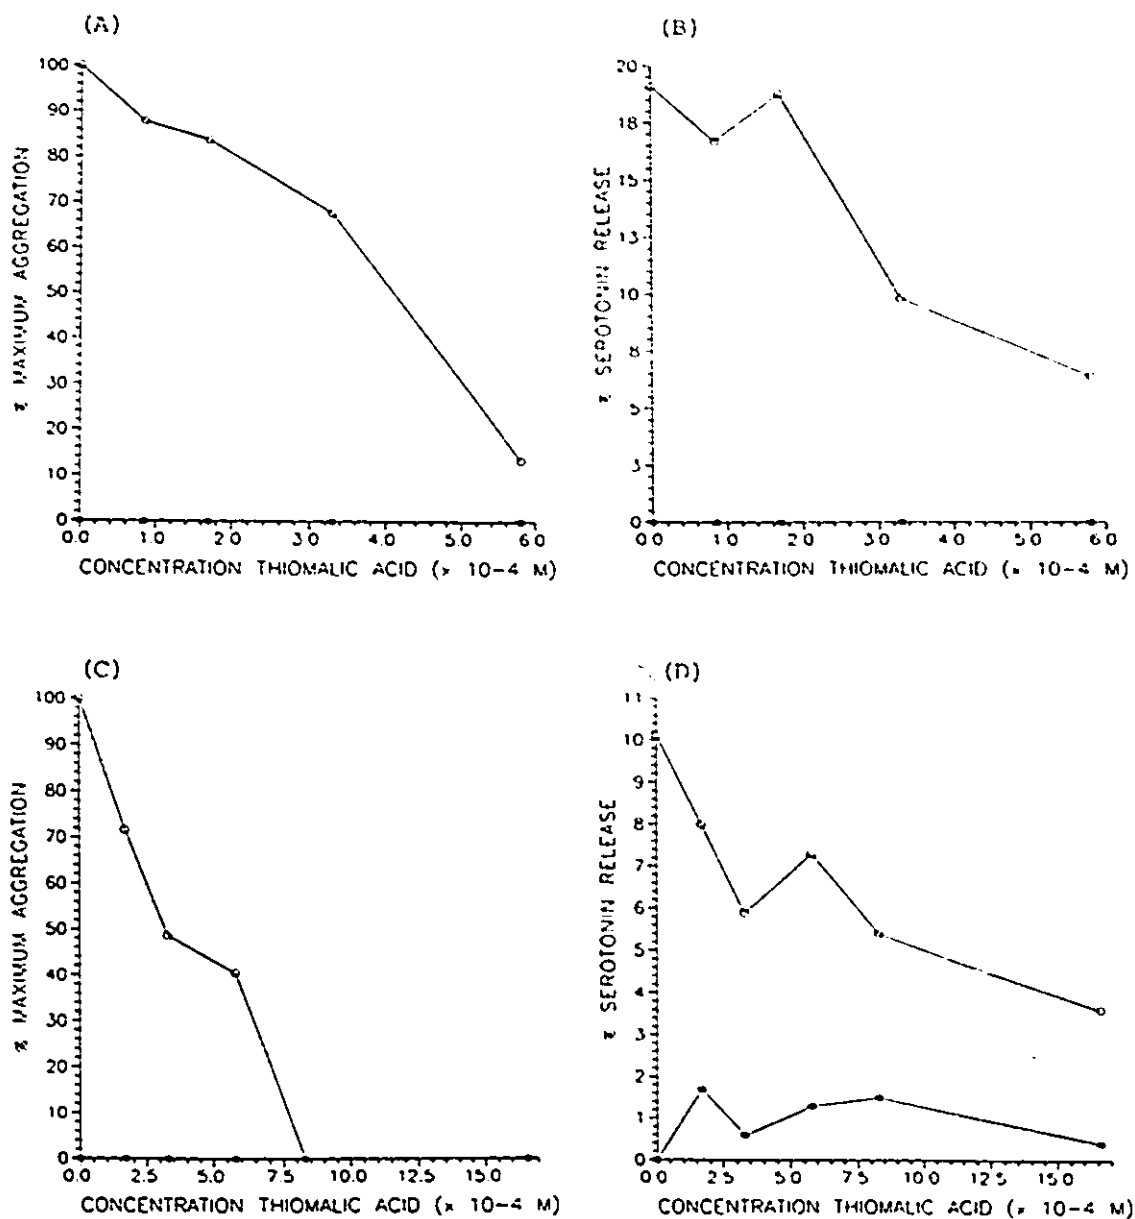 (A)
100
90
80
70
60
50
40
30
20
10
0
% MAXIMUM AGGREGATION
0.0 1.0 2.0 3.0 4.0 5.0 6.0
CONCENTRATION THIOMALIC ACID (× 10-4 M)
(B)
20
18
15
13
10
8
5
3
0
% SEROTONIN RELEASE
0.0 1.0 2.0 3.0 4.0 5.0 6.0
CONCENTRATION THIOMALIC ACID (× 10-4 M)
(C)
100
90
80
70
60
50
40
30
20
10
0
% MAXIMUM AGGREGATION
0.0 2.5 5.0 7.5 10.0 12.5 15.0
CONCENTRATION THIOMALIC ACID (× 10-4 M)
(D)
11
10
9
8
7
6
5
4
3
2
1
0
% SEROTONIN RELEASE
0.0 2.5 5.0 7.5 10.0 12.5 15.0
CONCENTRATION THIOMALIC ACID (× 10-4 M)